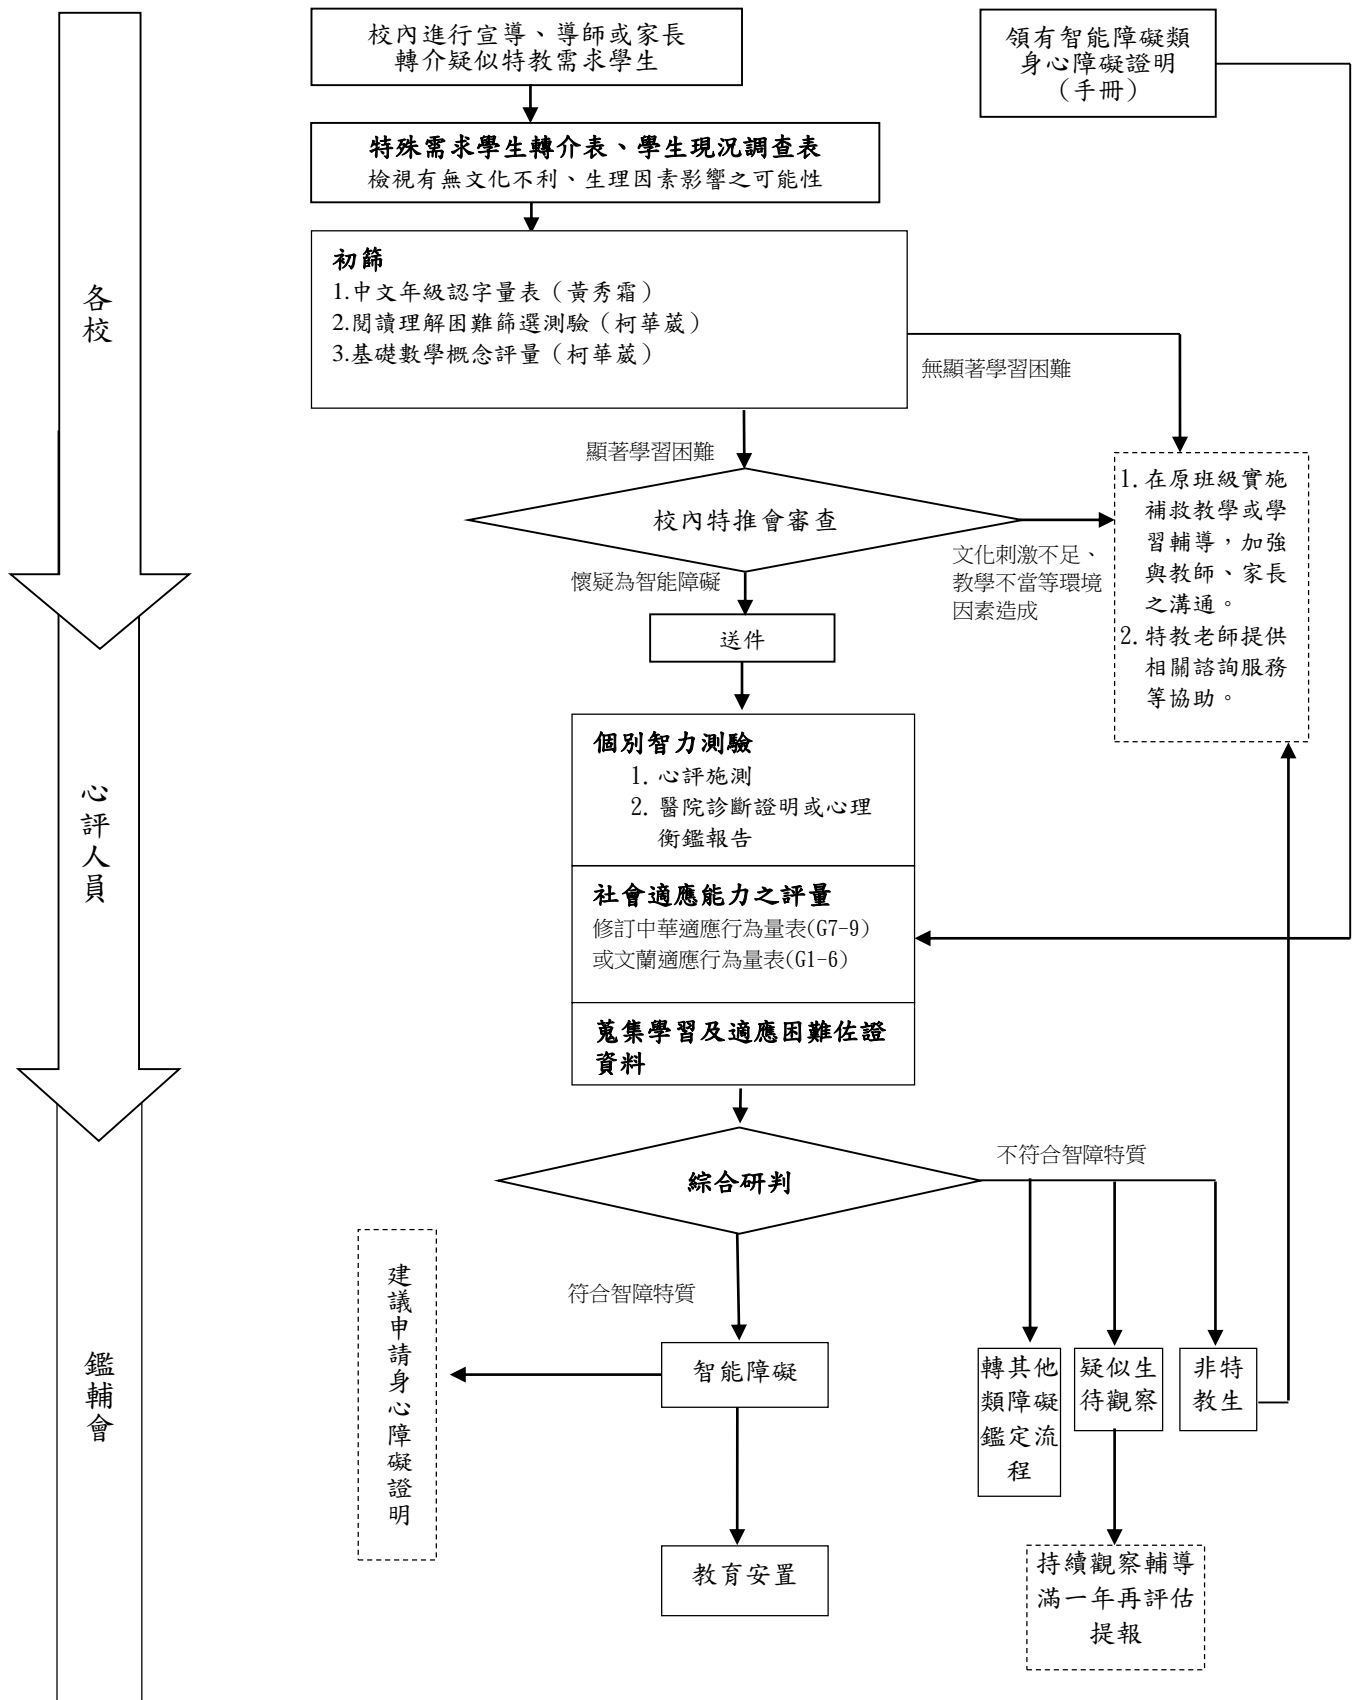 校內進行宣導、導師或家長
轉介疑似特教需求學生
領有智能障礙類
身心障礙證明
（手冊）
特殊需求學生轉介表、學生現況調查表
檢視有無文化不利、生理因素影響之可能性
初篩
1.中文年級認字量表（黃秀霜）
2.閱讀理解困難篩選測驗（柯華葳）
3.基礎數學概念評量（柯華葳）
無顯著學習困難
顯著學習困難
校內特推會審查
文化刺激不足、
教學不當等環境
因素造成
懷疑為智能障礙
1. 在原班級實施
補救教學或學
習輔導，加強
與教師、家長
之溝通。
2. 特教老師提供
相關諮詢服務
等協助。
送件
個別智力測驗
1. 心評施測
2. 醫院診斷證明或心理
衡鑑報告
社會適應能力之評量
修訂中華適應行為量表(G7-9)
或文蘭適應行為量表(G1-6)
蒐集學習及適應困難佐證
資料
綜合研判
不符合智障特質
符合智障特質
建議申請身心障礙證明
智能障礙
轉其他
類障礙
鑑定流
程
疑似生
待觀察
非特
教生
教育安置
持續觀察輔導
滿一年再評估
提報
各校
心評人員
鑑輔會